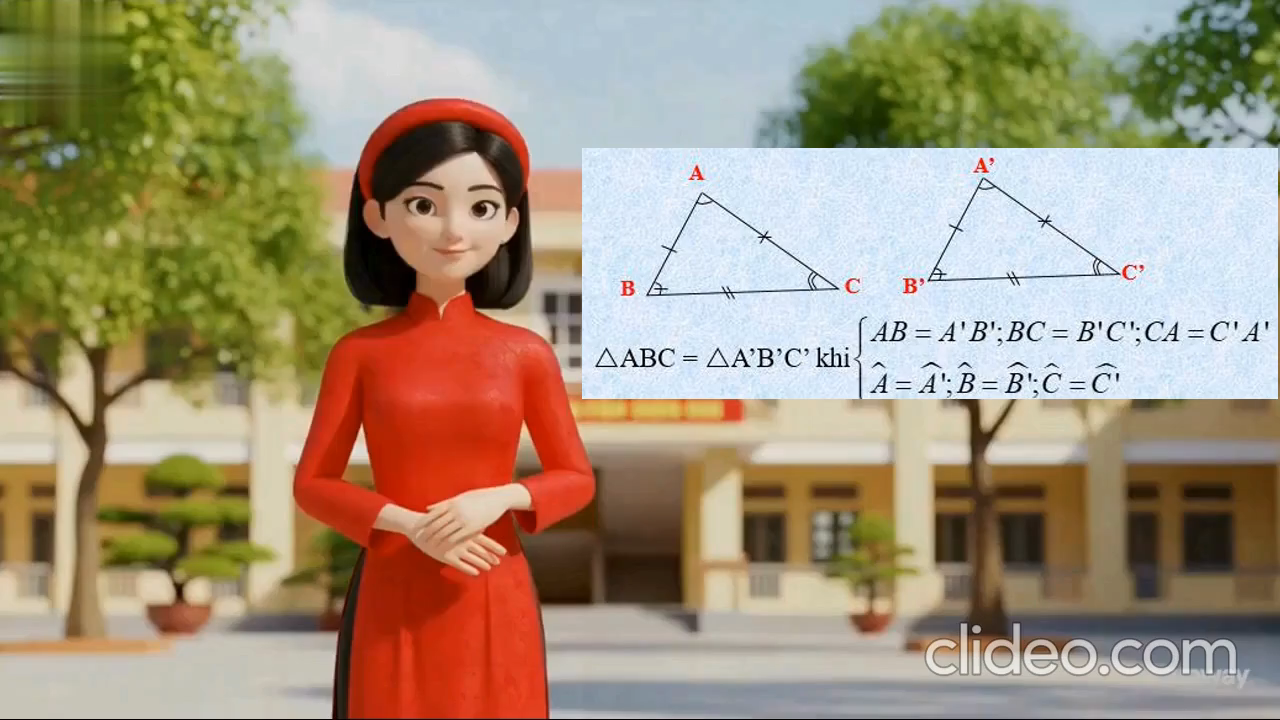 A
A'
B
C
B'
C'
△ABC = △A'B'C' khi
AB = A'B'; BC = B'C'; CA = C'A'
Â = Â'; B̂ = B̂'; Ĉ = Ĉ'
clideo.com